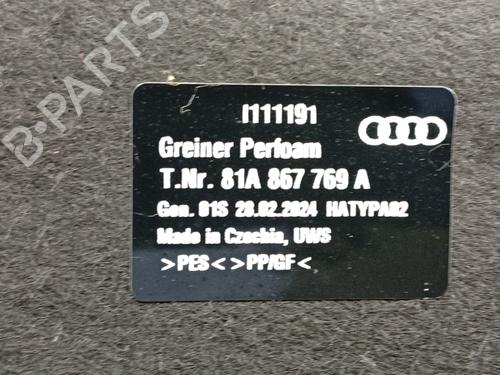 B-PARTS
I111191
Greiner Perfoam
T.Nr. 81A 867 769 A
Gen. 01S 28.02.2024 HATYPA02
Made in Czechia, UWS
>PES< >PP/GF<